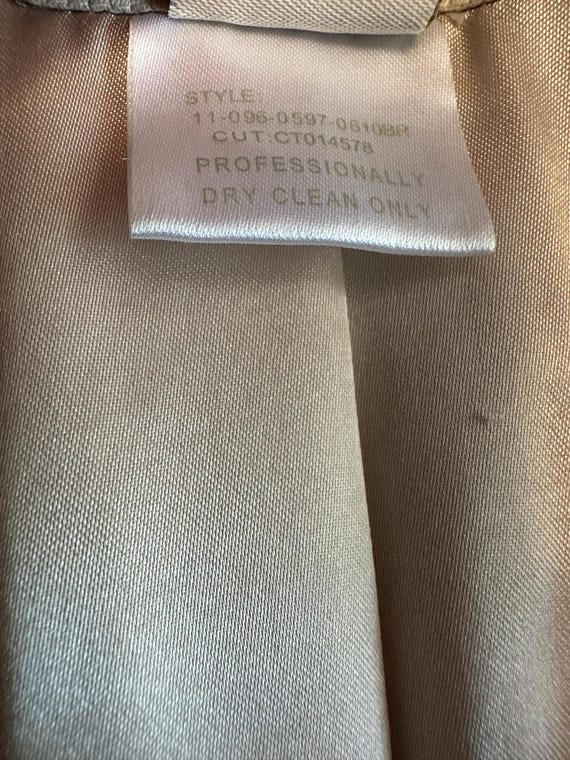 STYLE:
11-096-0597-0610BR
CUT:CT014578
PROFESSIONALLY
DRY CLEAN ONLY